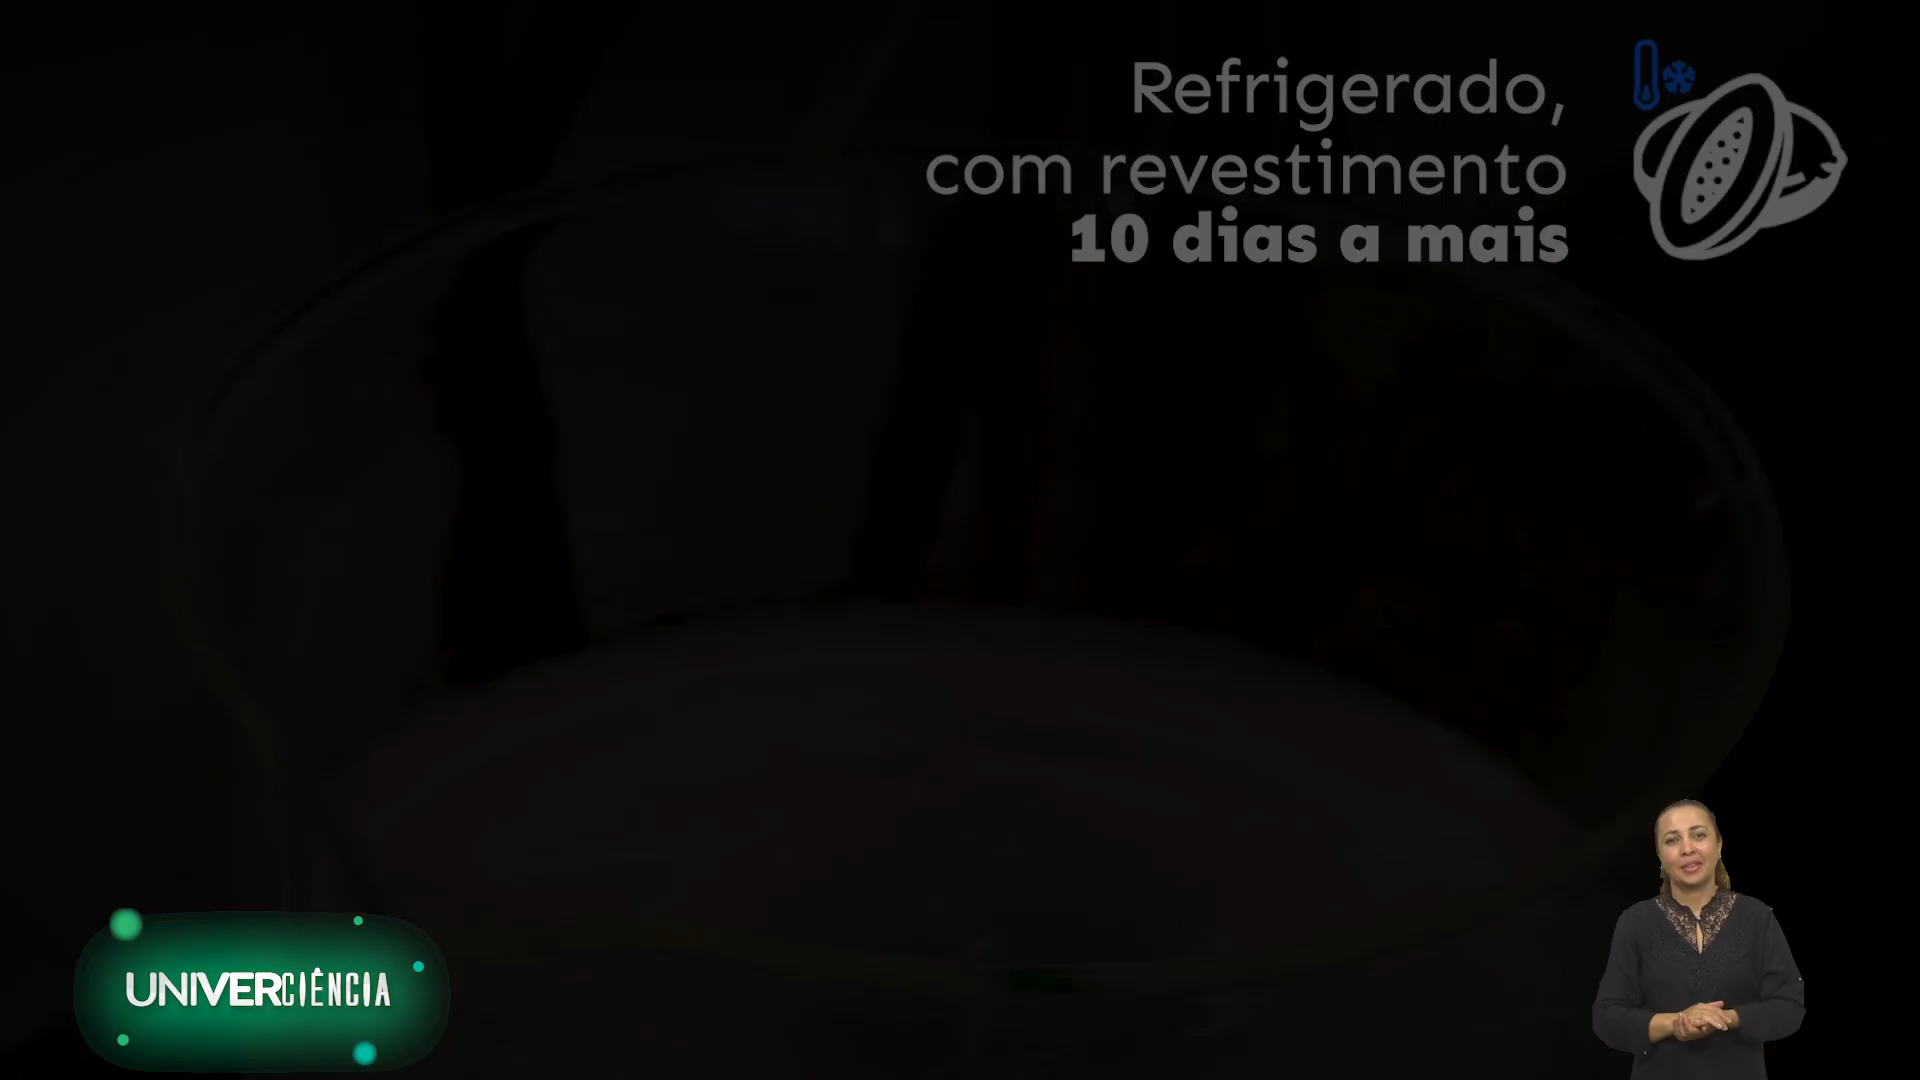 Refrigerado,
com revestimento
10 dias a mais
UNIVERCIÊNCIA